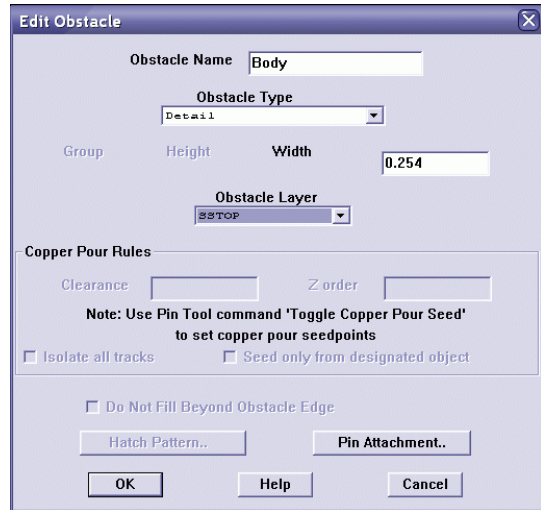 Edit Obstacle
Obstacle Name Body
Obstacle Type
Detail
Group Height Width 0.254
Obstacle Layer
SSTOP
Copper Pour Rules
Clearance Z order
Note: Use Pin Tool command 'Toggle Copper Pour Seed'
to set copper pour seedpoints
Isolate all tracks Seed only from designated object
Do Not Fill Beyond Obstacle Edge
Hatch Pattern.. Pin Attachment..
OK Help Cancel